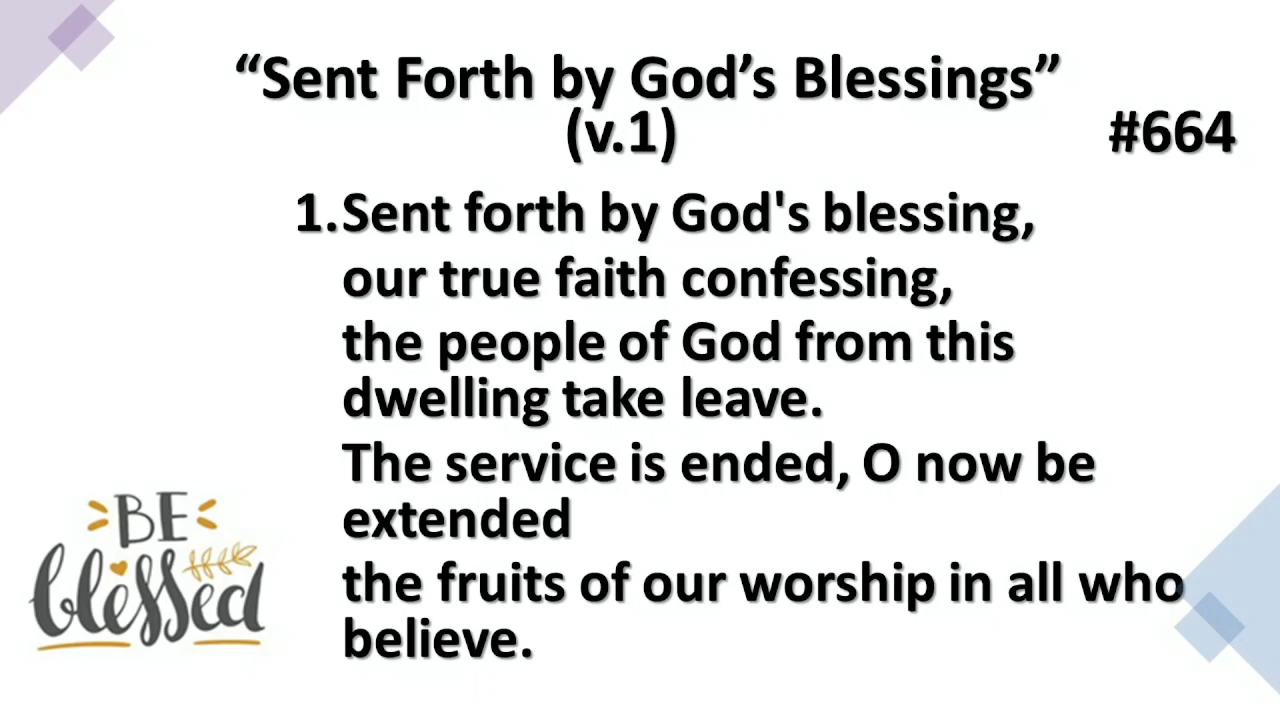 “Sent Forth by God’s Blessings”
(v.1) #664
1. Sent forth by God's blessing,
our true faith confessing,
the people of God from this
dwelling take leave.
The service is ended, O now be
extended
the fruits of our worship in all who
believe.
BE
blessed